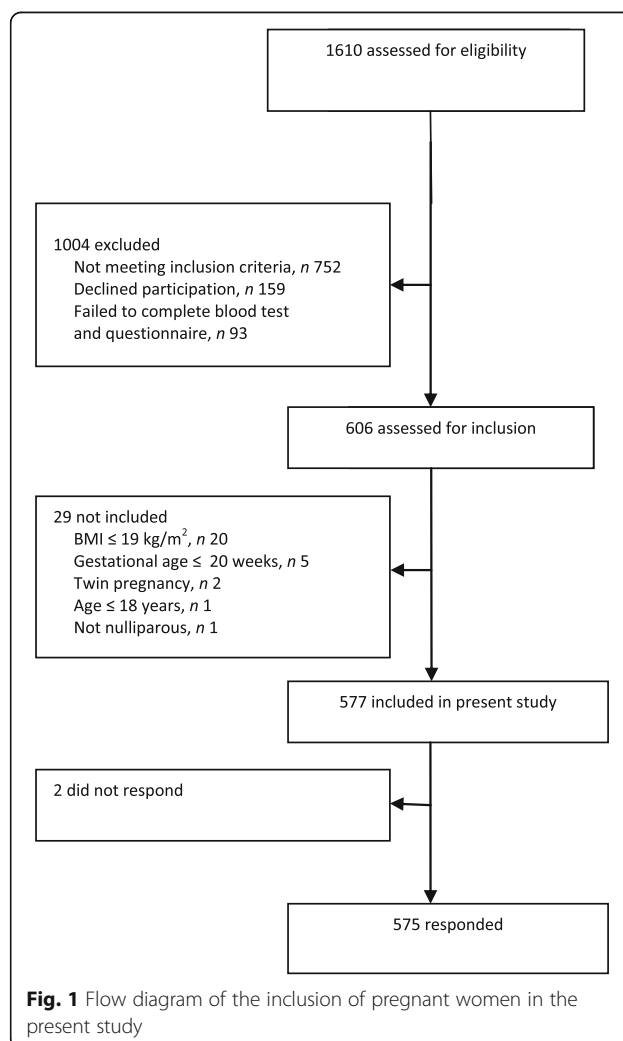 1610 assessed for eligibility
1004 excluded
Not meeting inclusion criteria, n 752
Declined participation, n 159
Failed to complete blood test
and questionnaire, n 93
606 assessed for inclusion
29 not included
BMI ≤ 19 kg/m², n 20
Gestational age ≤ 20 weeks, n 5
Twin pregnancy, n 2
Age ≤ 18 years, n 1
Not nulliparous, n 1
577 included in present study
2 did not respond
575 responded
Fig. 1 Flow diagram of the inclusion of pregnant women in the
present study